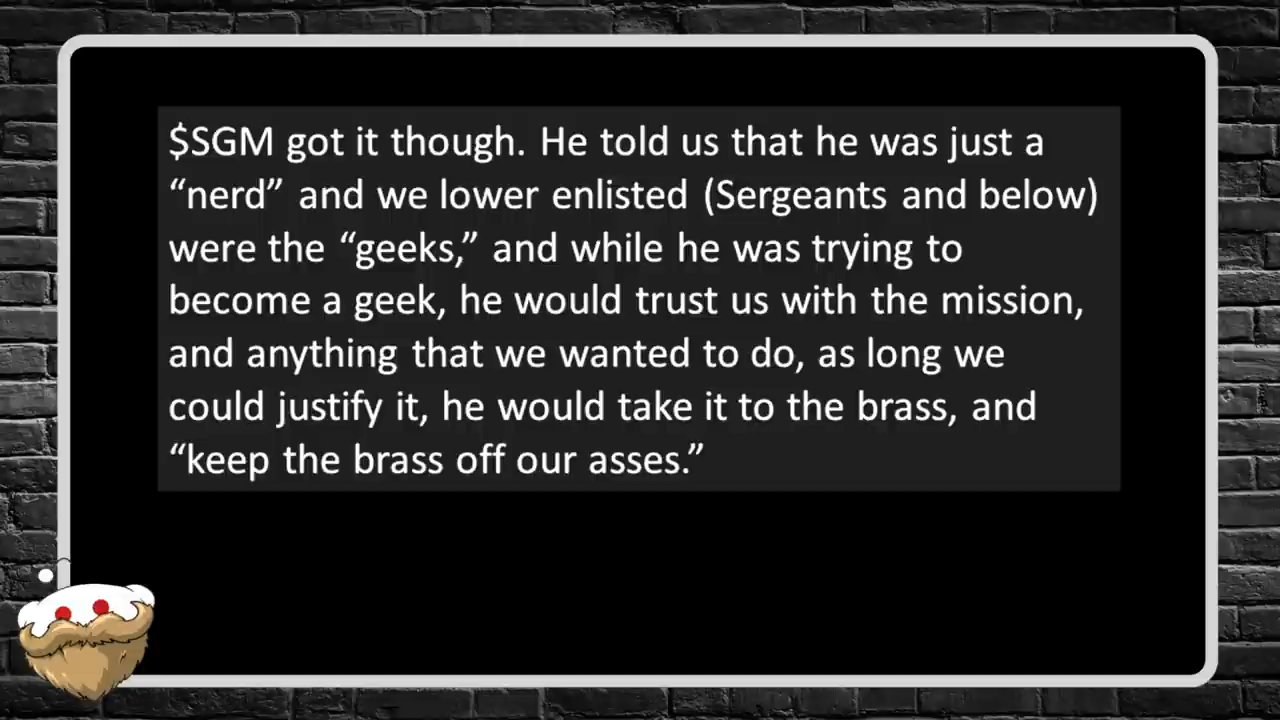 $SGM got it though. He told us that he was just a
“nerd” and we lower enlisted (Sergeants and below)
were the “geeks,” and while he was trying to
become a geek, he would trust us with the mission,
and anything that we wanted to do, as long we
could justify it, he would take it to the brass, and
“keep the brass off our asses.”